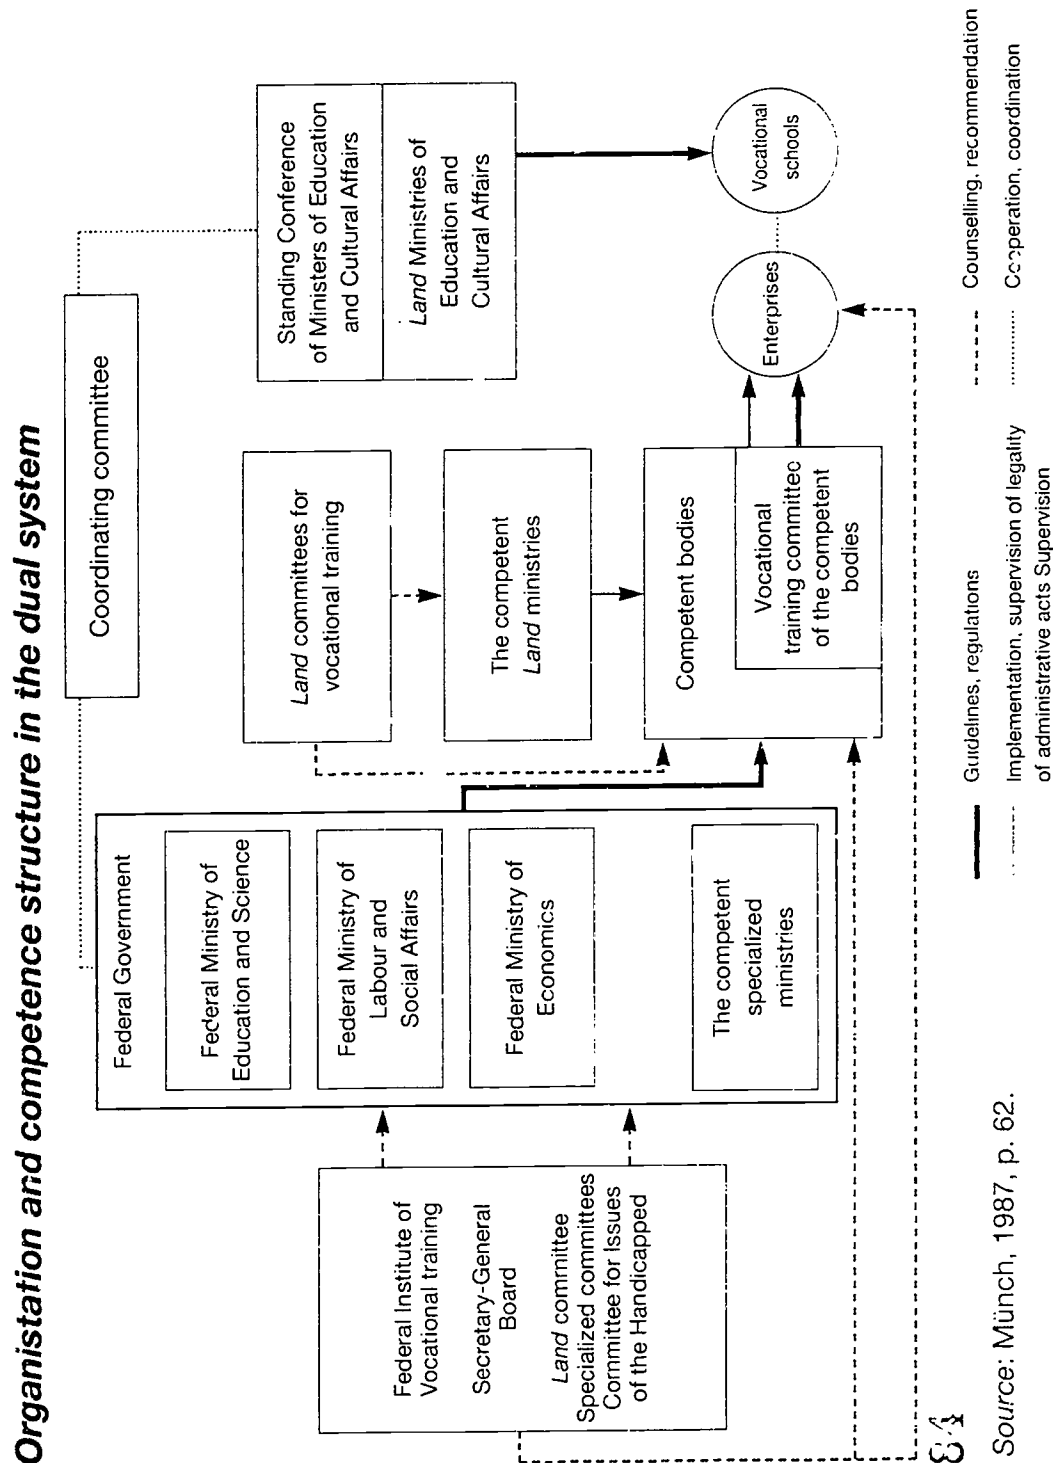 Organistation and competence structure in the dual system
Coordinating committee
Federal Government
Federal Ministry of
Education and Science
Federal Ministry of
Labour and
Social Affairs
Federal Ministry of
Economics
The competent
specialized
ministries
Federal Institute of
Vocational training
Secretary-General
Board
Land committee
Specialized committees
Committee for Issues
of the Handicapped
Land committees for
vocational training
The competent
Land ministries
Competent bodies
Vocational
training committee
of the competent
bodies
Standing Conference
of Ministers of Education
and Cultural Affairs
Land Ministries of
Education and
Cultural Affairs
Enterprises
Vocational
schools
Guidelines, regulations
Implementation, supervision of legality
of administrative acts Supervision
Counselling, recommendation
Cooperation, coordination
84
Source: Münch, 1987, p. 62.